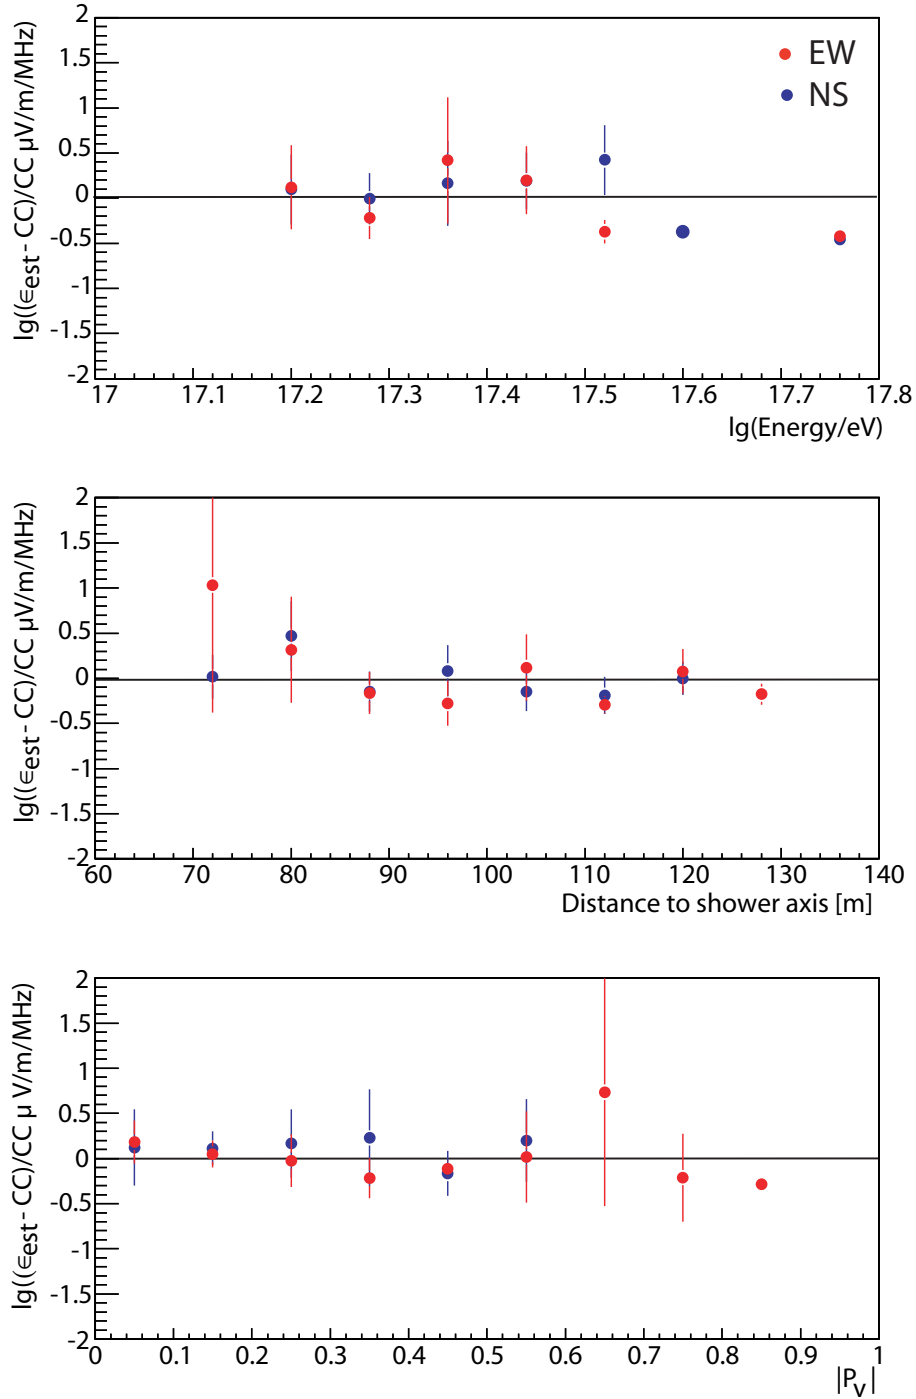 lg((ϵest- CC)/CC μV/m/MHz)
2
1.5
1
0.5
0
-0.5
-1
-1.5
-2
EW
NS
17 17.1 17.2 17.3 17.4 17.5 17.6 17.7 17.8
lg(Energy/eV)
lg((ϵest- CC)/CC μV/m/MHz)
2
1.5
1
0.5
0
-0.5
-1
-1.5
-2
60 70 80 90 100 110 120 130 140
Distance to shower axis [m]
lg((ϵest- CC)/CC μ V/m/MHz)
2
1.5
1
0.5
0
-0.5
-1
-1.5
-2
0 0.1 0.2 0.3 0.4 0.5 0.6 0.7 0.8 0.9 1
|Pv|